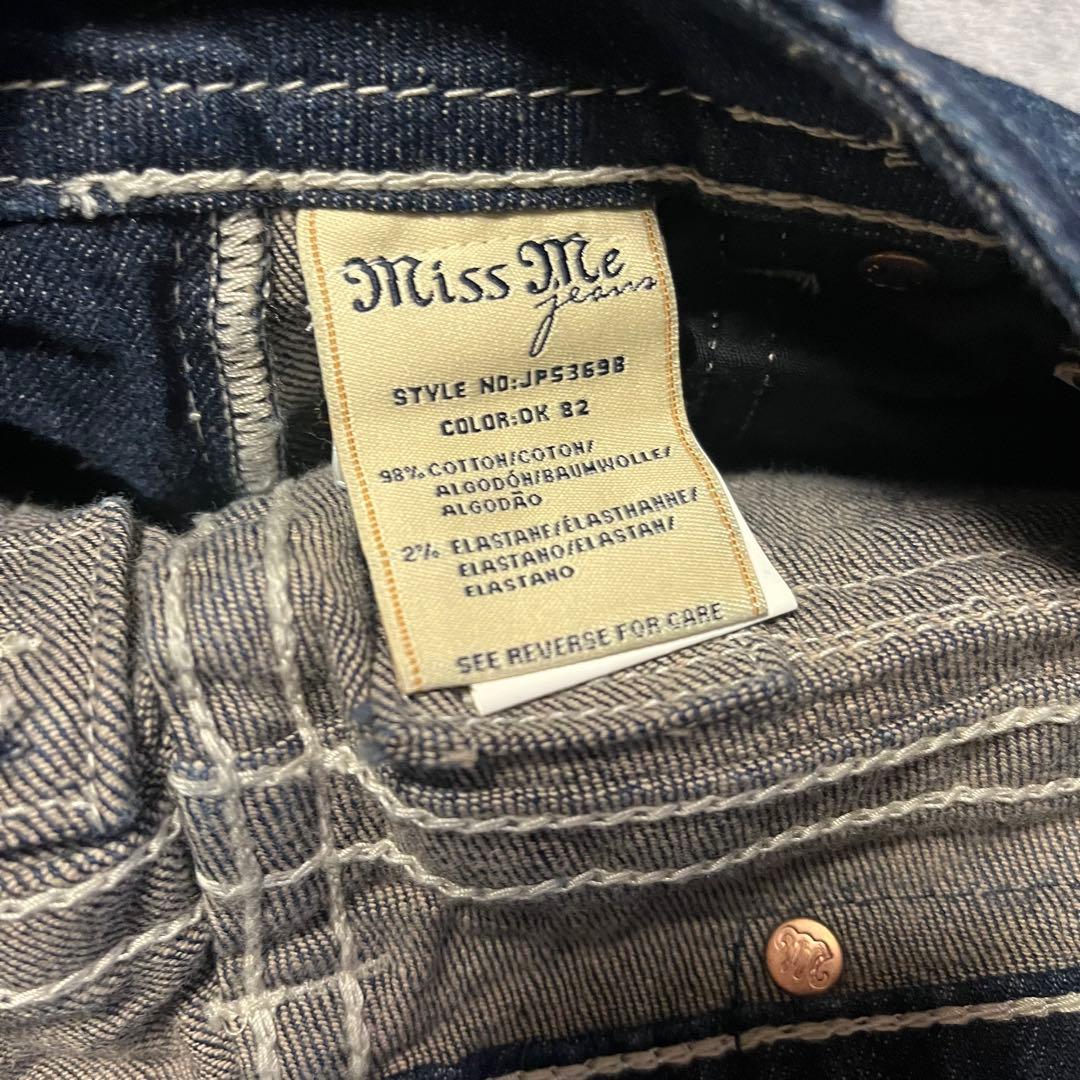 Miss Me
jeans
STYLE NO:JP5369B
COLOR:DK 82
98% COTTON/COTON/
ALGODÓN/BAUMWOLLE/
ALGODÃO
2% ELASTANE/ÉLASTHANNE/
ELASTANO/ELASTAN/
ELASTANO
SEE REVERSE FOR CARE
M